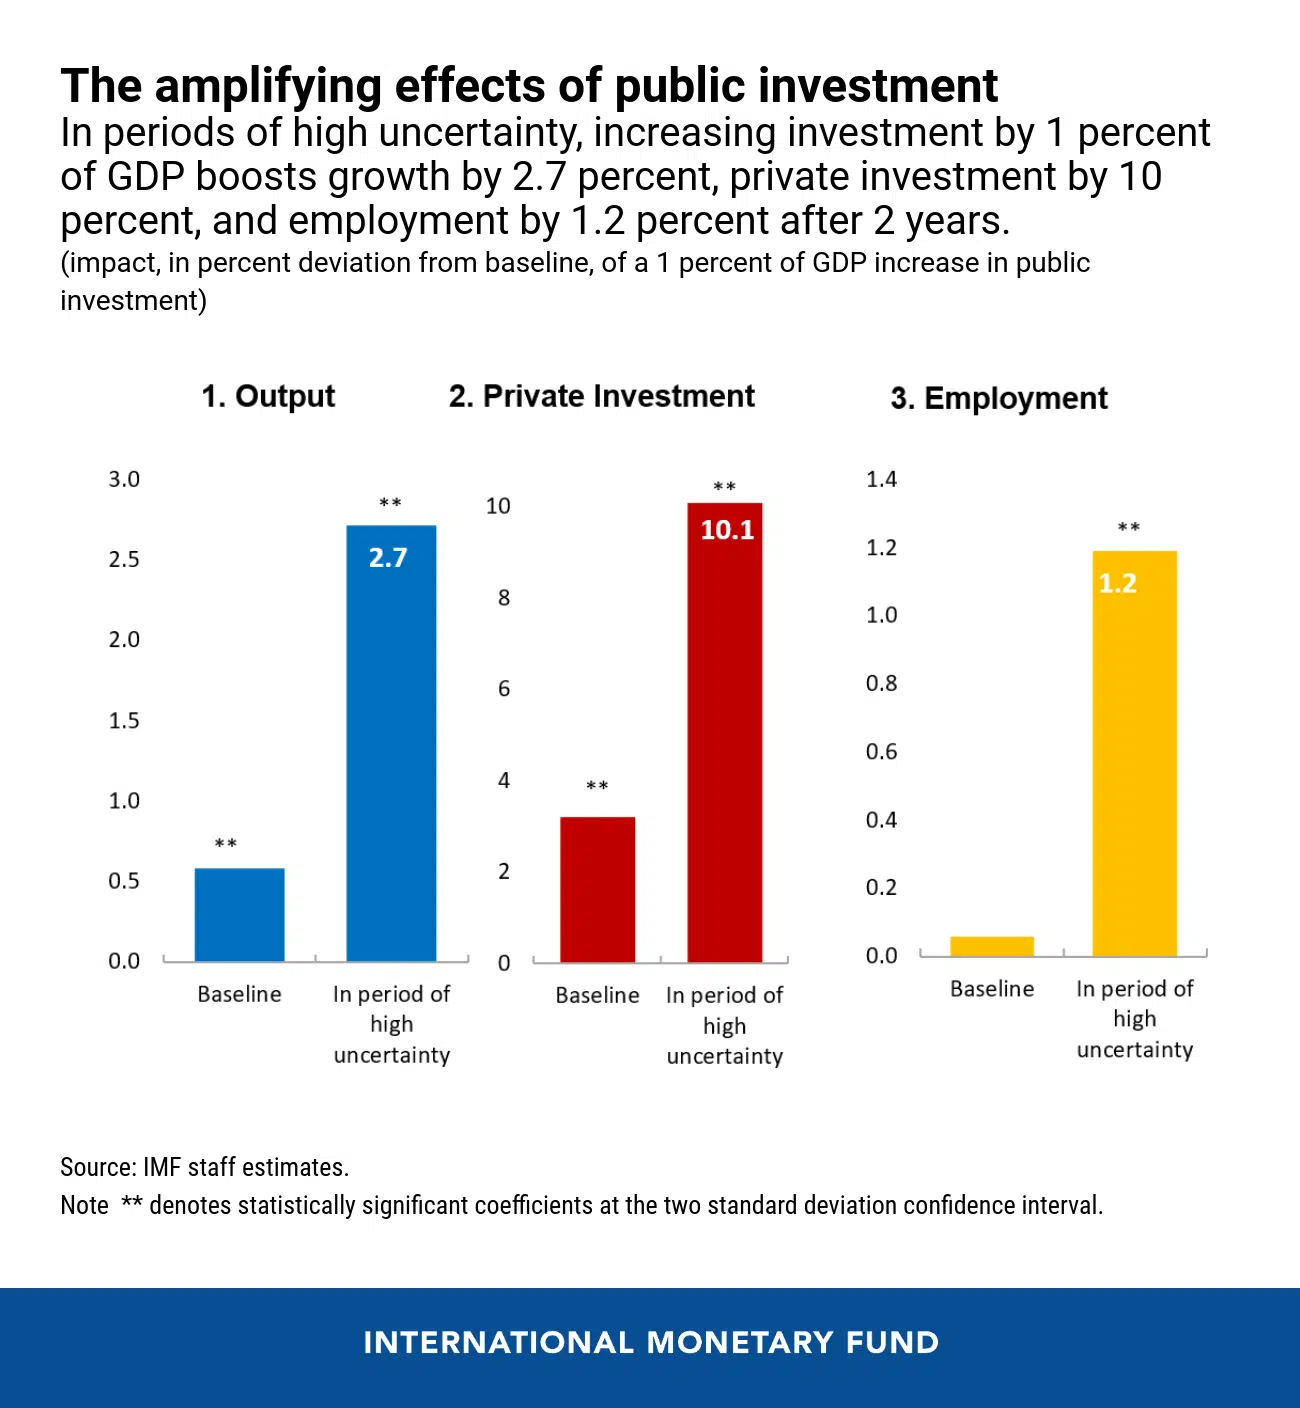 The amplifying effects of public investment
In periods of high uncertainty, increasing investment by 1 percent
of GDP boosts growth by 2.7 percent, private investment by 10
percent, and employment by 1.2 percent after 2 years.
(impact, in percent deviation from baseline, of a 1 percent of GDP increase in public
investment)
1. Output
3.0
2.5
2.0
1.5
1.0
0.5
0.0
**
**
2.7
Baseline
In period of
high
uncertainty
2. Private Investment
10
8
6
4
2
0
**
**
10.1
Baseline
In period of
high
uncertainty
3. Employment
1.4
1.2
1.0
0.8
0.6
0.4
0.2
0.0
**
1.2
Baseline
In period of
high
uncertainty
Source: IMF staff estimates.
Note ** denotes statistically significant coefficients at the two standard deviation confidence interval.
INTERNATIONAL MONETARY FUND